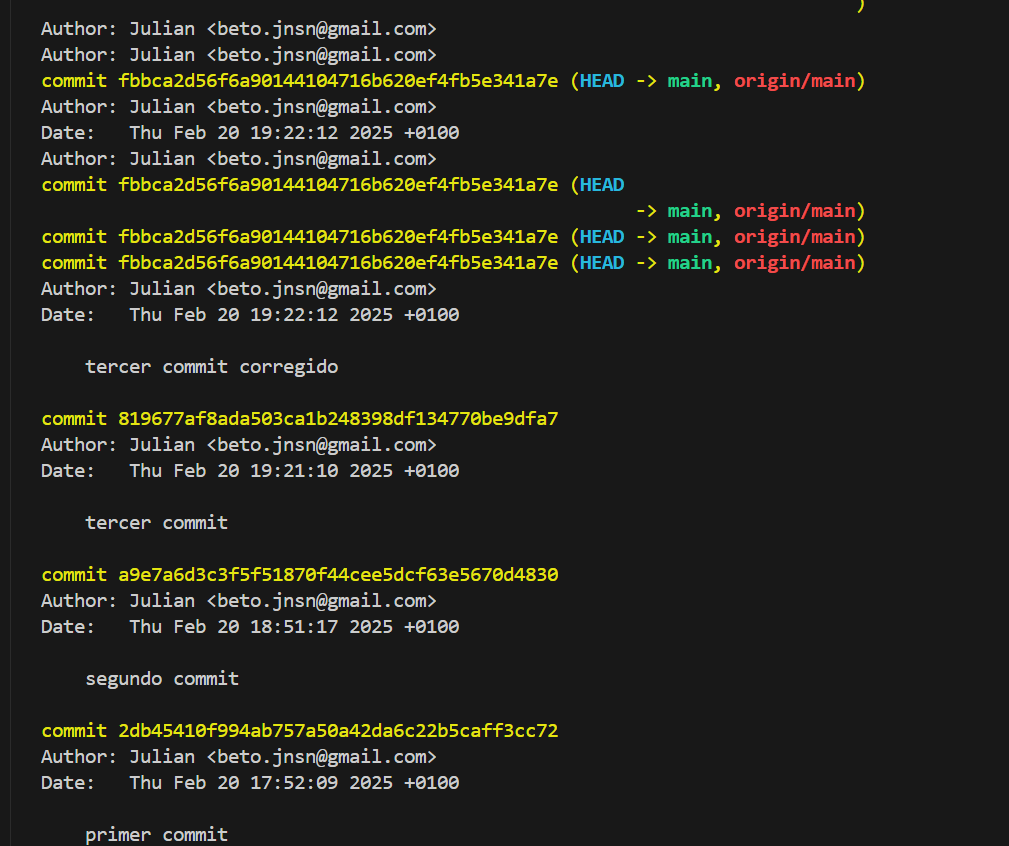 )
Author: Julian <beto.jnsn@gmail.com>
Author: Julian <beto.jnsn@gmail.com>
commit fbbca2d56f6a90144104716b620ef4fb5e341a7e (HEAD -> main, origin/main)
Author: Julian <beto.jnsn@gmail.com>
Date:   Thu Feb 20 19:22:12 2025 +0100
Author: Julian <beto.jnsn@gmail.com>
commit fbbca2d56f6a90144104716b620ef4fb5e341a7e (HEAD
-> main, origin/main)
commit fbbca2d56f6a90144104716b620ef4fb5e341a7e (HEAD -> main, origin/main)
commit fbbca2d56f6a90144104716b620ef4fb5e341a7e (HEAD -> main, origin/main)
Author: Julian <beto.jnsn@gmail.com>
Date:   Thu Feb 20 19:22:12 2025 +0100
tercer commit corregido
commit 819677af8ada503ca1b248398df134770be9dfa7
Author: Julian <beto.jnsn@gmail.com>
Date:   Thu Feb 20 19:21:10 2025 +0100
tercer commit
commit a9e7a6d3c3f5f51870f44cee5dcf63e5670d4830
Author: Julian <beto.jnsn@gmail.com>
Date:   Thu Feb 20 18:51:17 2025 +0100
segundo commit
commit 2db45410f994ab757a50a42da6c22b5caff3cc72
Author: Julian <beto.jnsn@gmail.com>
Date:   Thu Feb 20 17:52:09 2025 +0100
primer commit